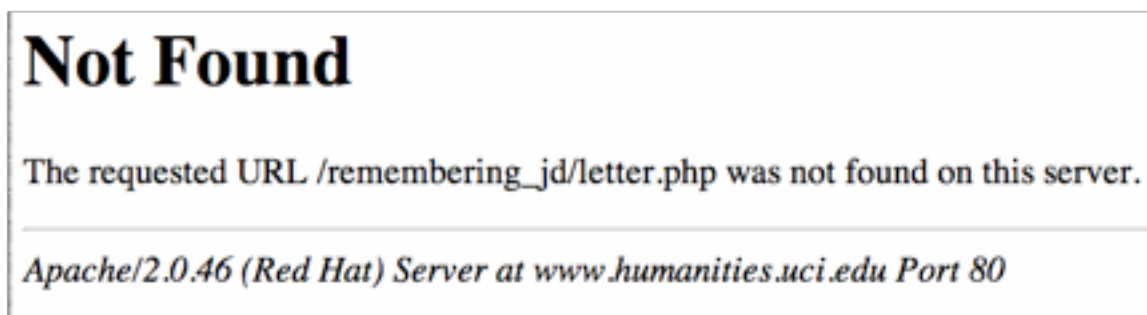 Not Found
The requested URL /remembering_jd/letter.php was not found on this server.
Apache/2.0.46 (Red Hat) Server at www.humanities.uci.edu Port 80